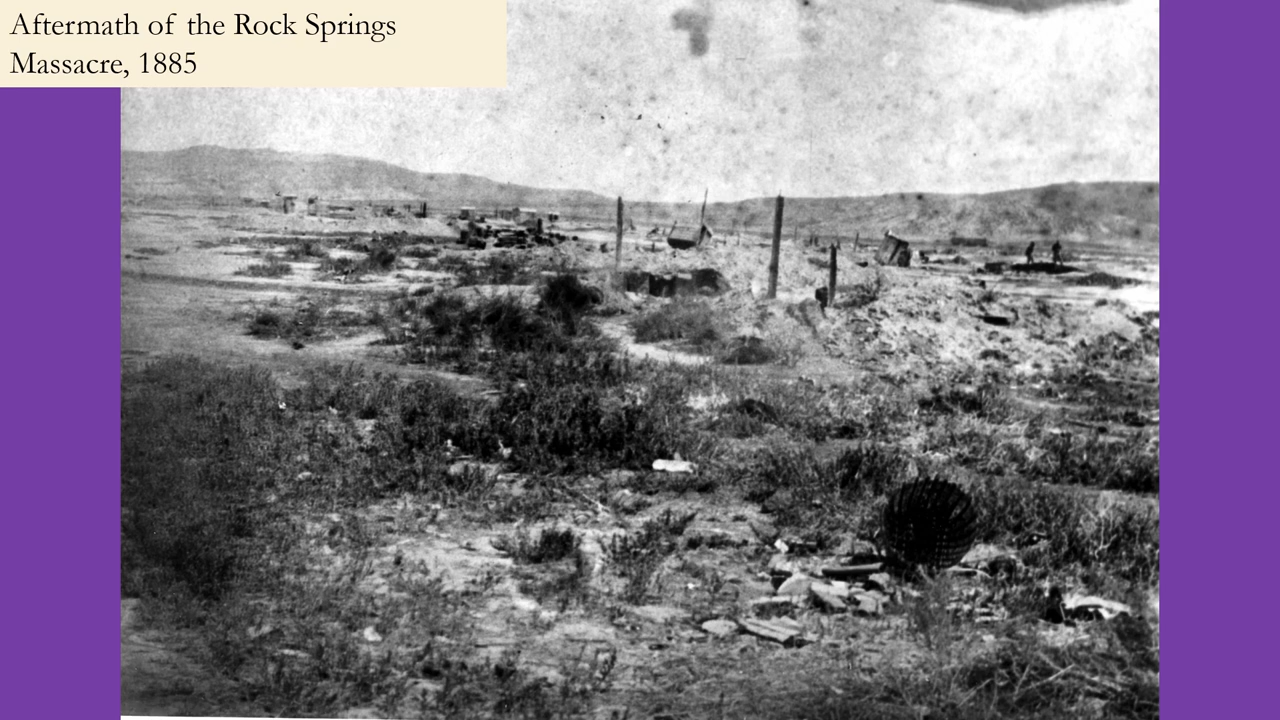 Aftermath of the Rock Springs
Massacre, 1885